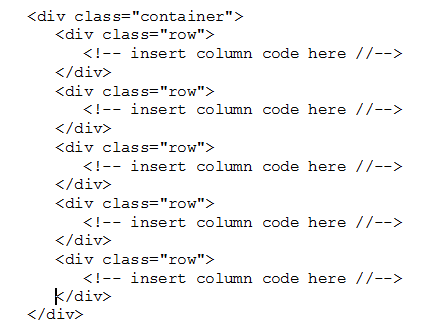 <div class="container">
<div class="row">
<!-- insert column code here //-->
</div>
<div class="row">
<!-- insert column code here //-->
</div>
<div class="row">
<!-- insert column code here //-->
</div>
<div class="row">
<!-- insert column code here //-->
</div>
<div class="row">
<!-- insert column code here //-->
</div>
</div>